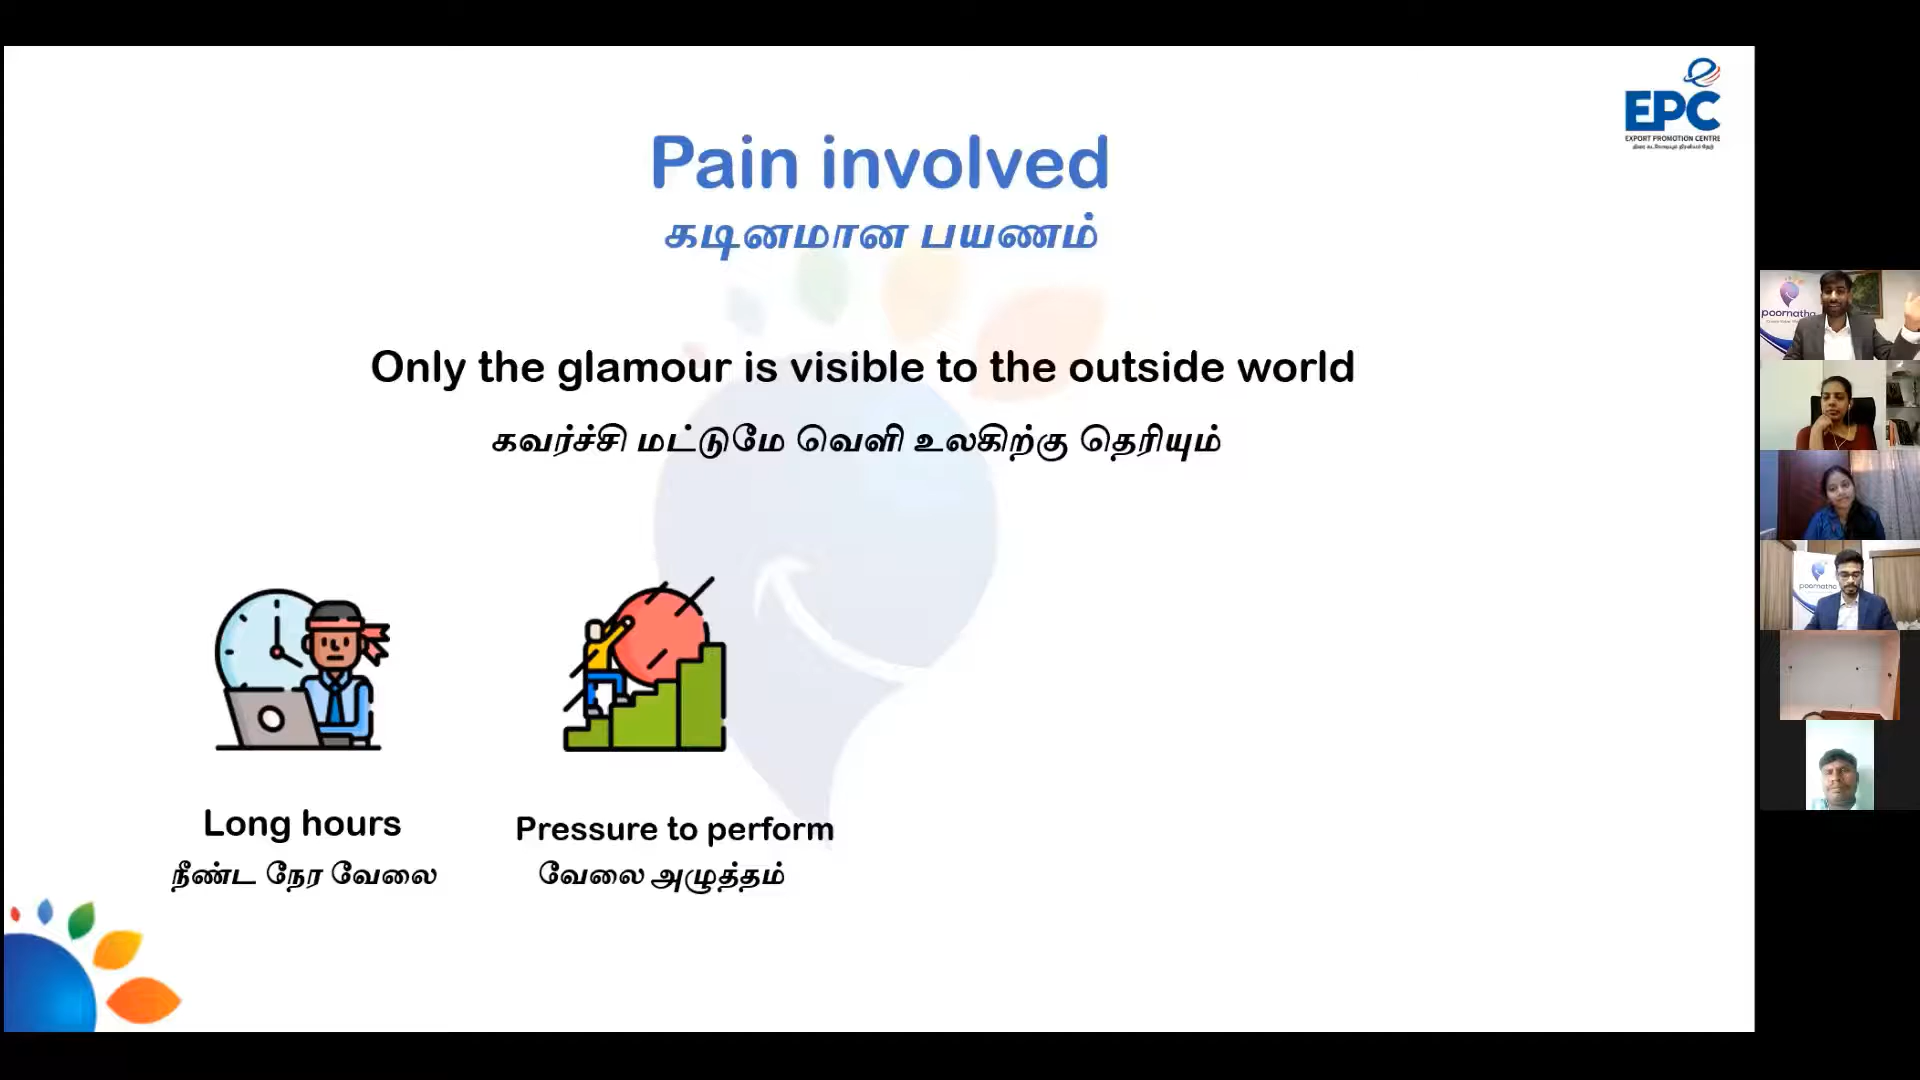 EPC
EXPORT PROMOTION CENTRE
Pain involved
கடினமான பயணம்
Only the glamour is visible to the outside world
கவர்ச்சி மட்டுமே வெளி உலகிற்கு தெரியும்
Long hours
நீண்ட நேர வேலை
Pressure to perform
வேலை அழுத்தம்
poornatha
poornatha